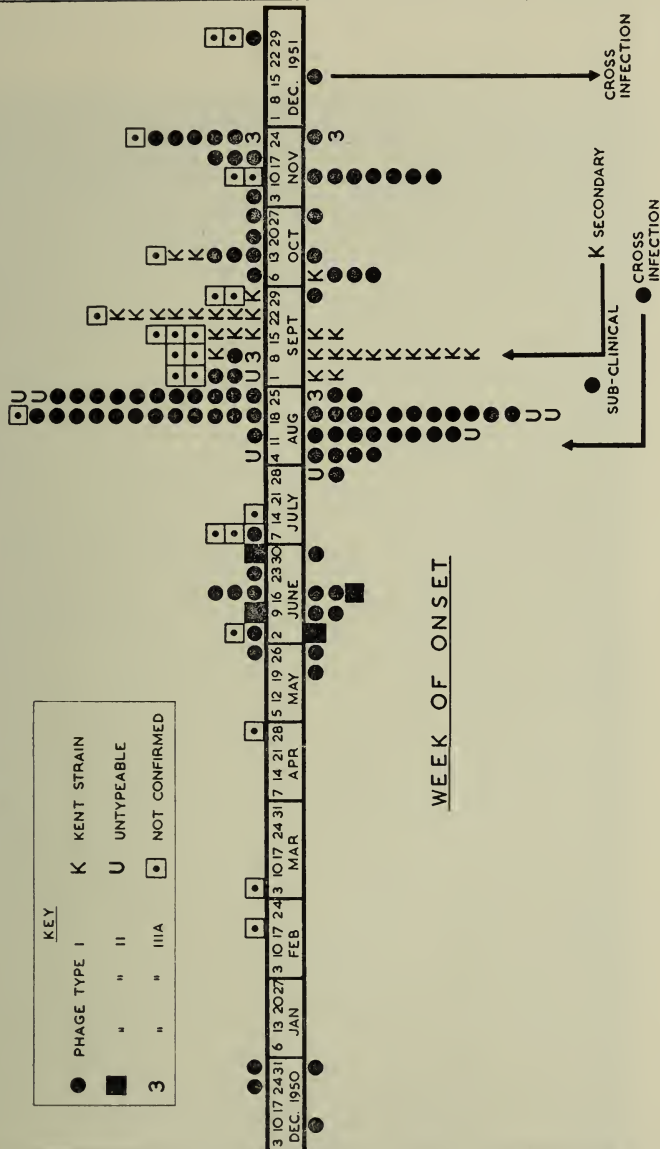 KEY
PHAGE TYPE I K KENT STRAIN
" " II U UNTYPEABLE
3 " " IIIA NOT CONFIRMED
3 10 17 24 31 6 13 20 27 3 10 17 24 3 10 17 24 31 7 14 21 28 5 12 19 26 2 9 16 23 30 7 14 21 28 4 11 18 25 1 8 15 22 29 6 13 20 27 3 10 17 24 1 8 15 22 29
DEC. 1950 JAN FEB MAR APR MAY JUNE JULY AUG SEPT OCT NOV DEC. 1951
WEEK OF ONSET
SUB-CLINICAL
K SECONDARY
CROSS
INFECTION
CROSS
INFECTION